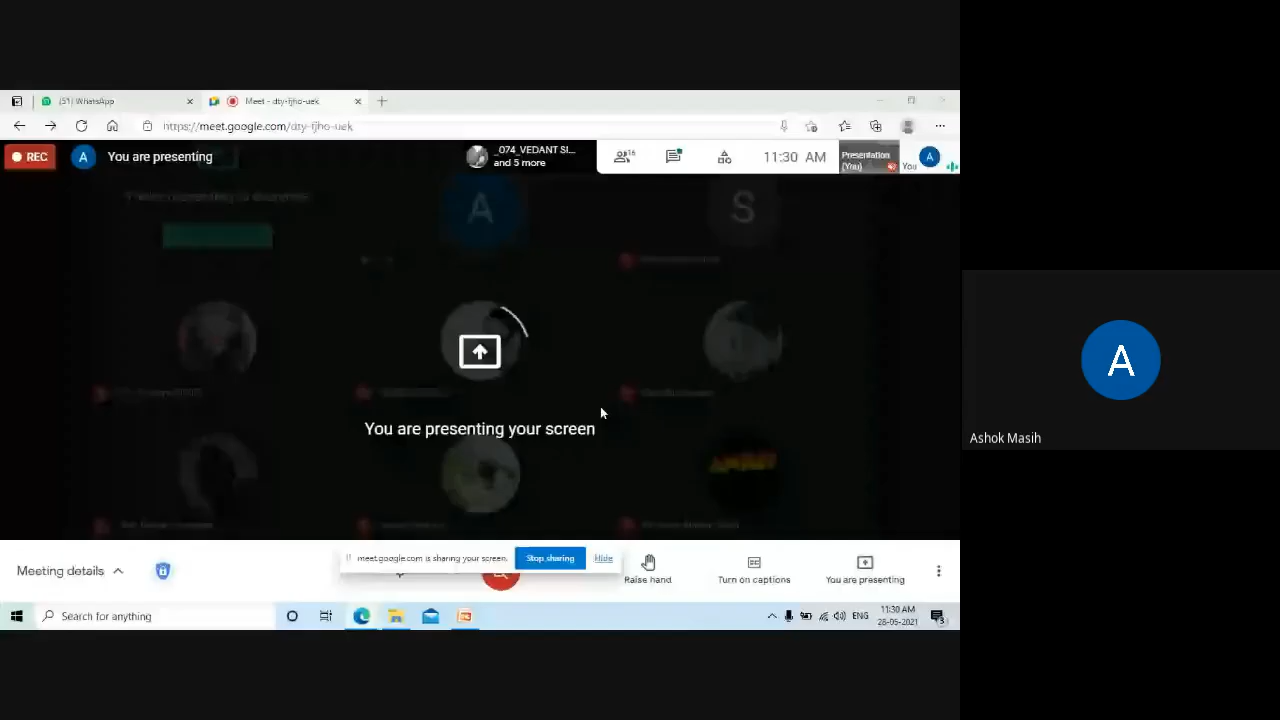 (51) WhatsApp
Meet - dty-fjho-uek
https://meet.google.com/dty-fjho-uek
REC
A
You are presenting
_074_VEDANT SI...
and 5 more
16
11:30 AM
Presentation
(You)
You
A
A
S
You are presenting your screen
meet.google.com is sharing your screen.
Stop sharing
Hide
Meeting details
Raise hand
Turn on captions
You are presenting
Search for anything
ENG
11:30 AM
28-05-2021
3
A
Ashok Masih